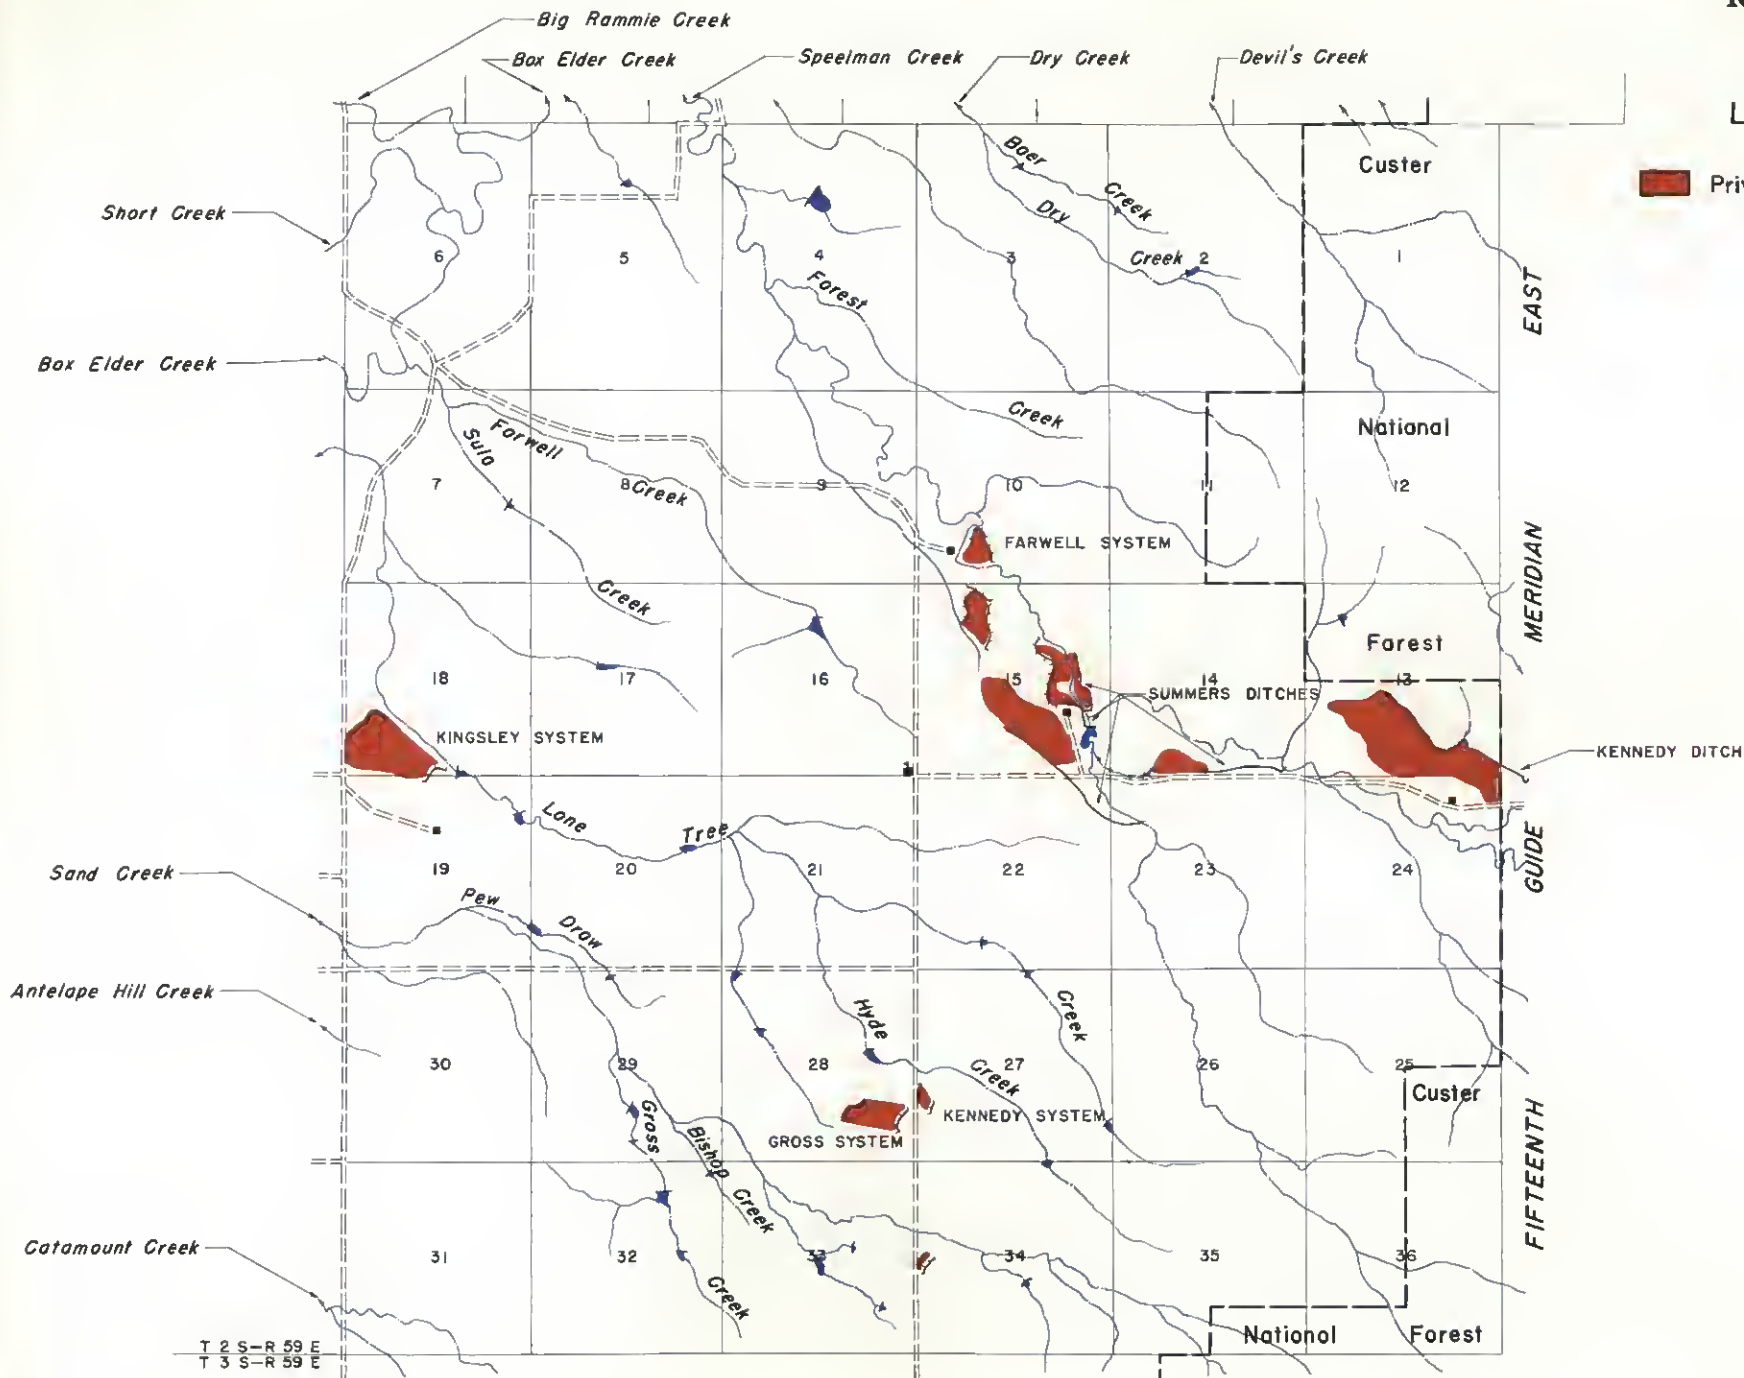 Big Rammie Creek
Box Elder Creek
Speelman Creek
Dry Creek
Devil's Creek
Boer Creek
Custer
Short Creek
Dry Creek
6
5
4
3
2
1
Forest Creek
EAST
Box Elder Creek
National
Sula Creek
Farwell Creek
7
8
9
10
11
12
FARWELL SYSTEM
MERIDIAN
Forest
18
17
16
15
14
13
SUMMERS DITCHES
KINGSLEY SYSTEM
KENNEDY DITCH
Lone Tree Creek
GUIDE
Sand Creek
19
20
21
22
23
24
Pew Draw
Antelape Hill Creek
Hyde Creek
30
29
28
27
26
25
Custer
Gross Creek
Bishop Creek
GROSS SYSTEM
KENNEDY SYSTEM
FIFTEENTH
Catamount Creek
31
32
33
34
35
36
National Forest
T 2 S–R 59 E
T 3 S–R 59 E